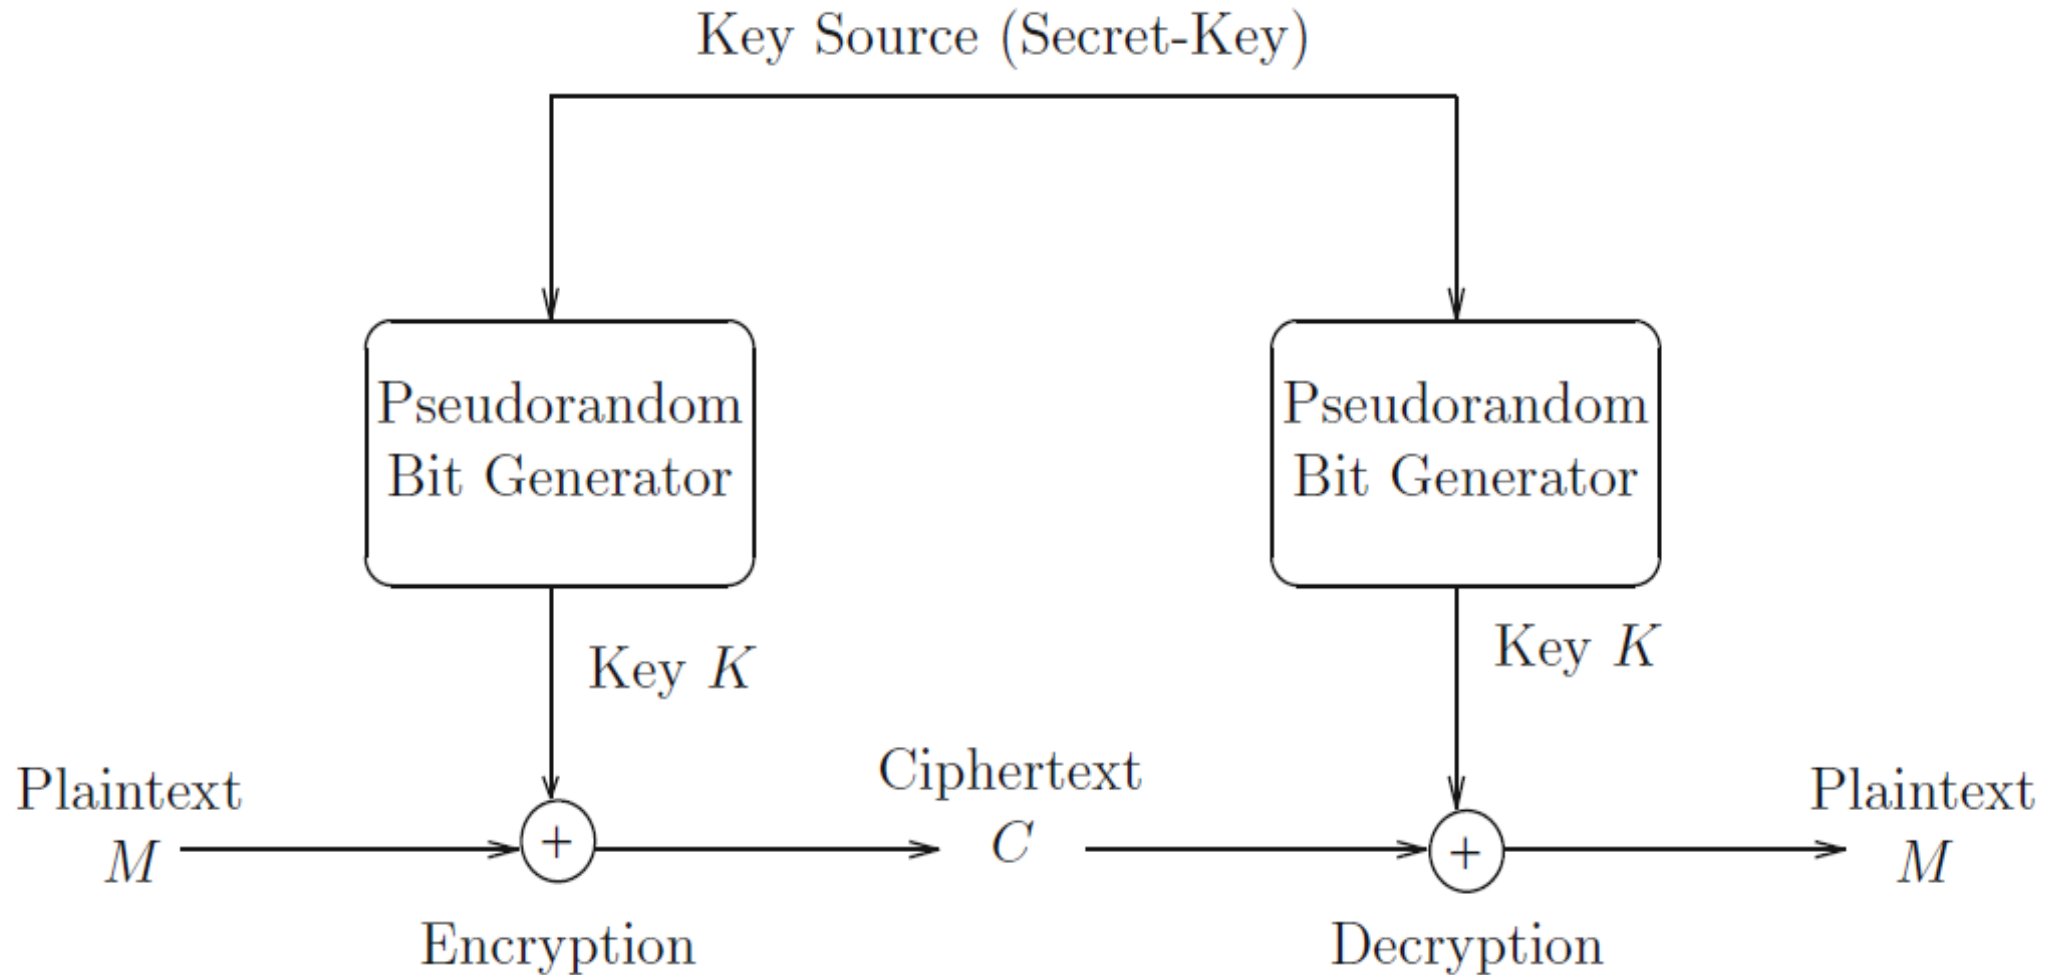 Key Source (Secret-Key)
Pseudorandom
Bit Generator
Pseudorandom
Bit Generator
Key K
Key K
Plaintext
M
+
Ciphertext
C
+
Plaintext
M
Encryption
Decryption